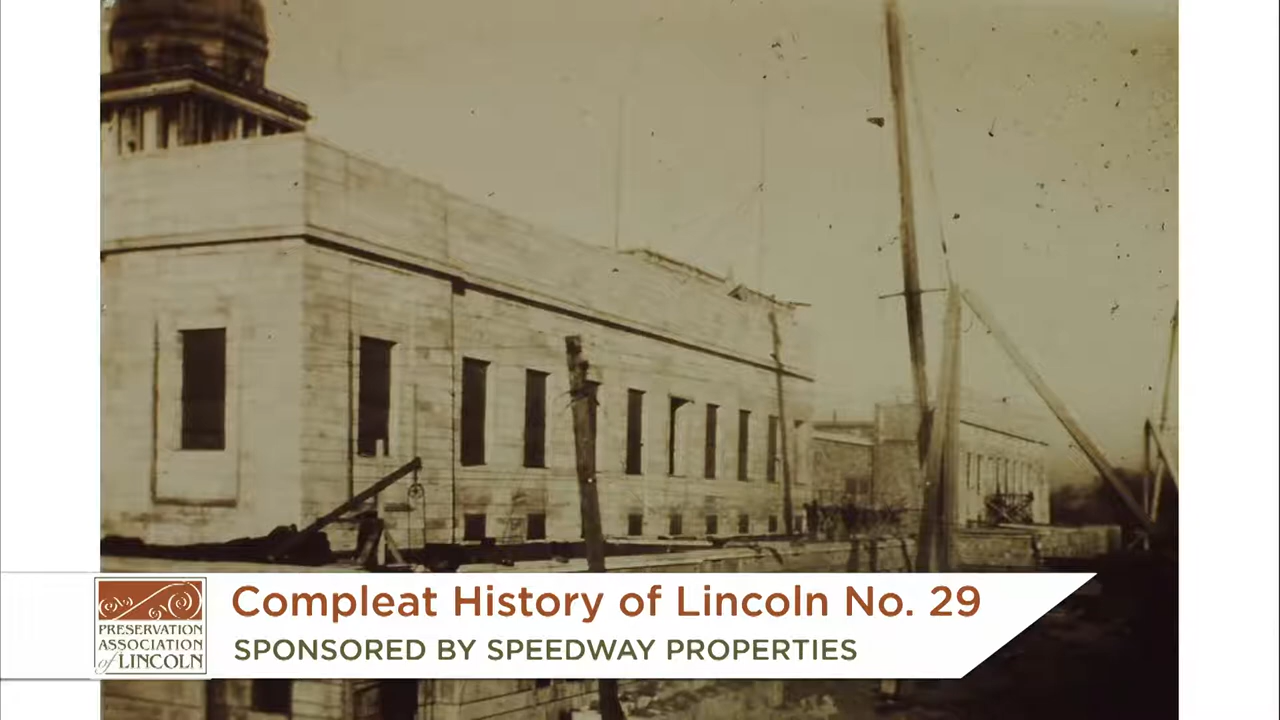 Compleat History of Lincoln No. 29
SPONSORED BY SPEEDWAY PROPERTIES
PRESERVATION
ASSOCIATION
of LINCOLN